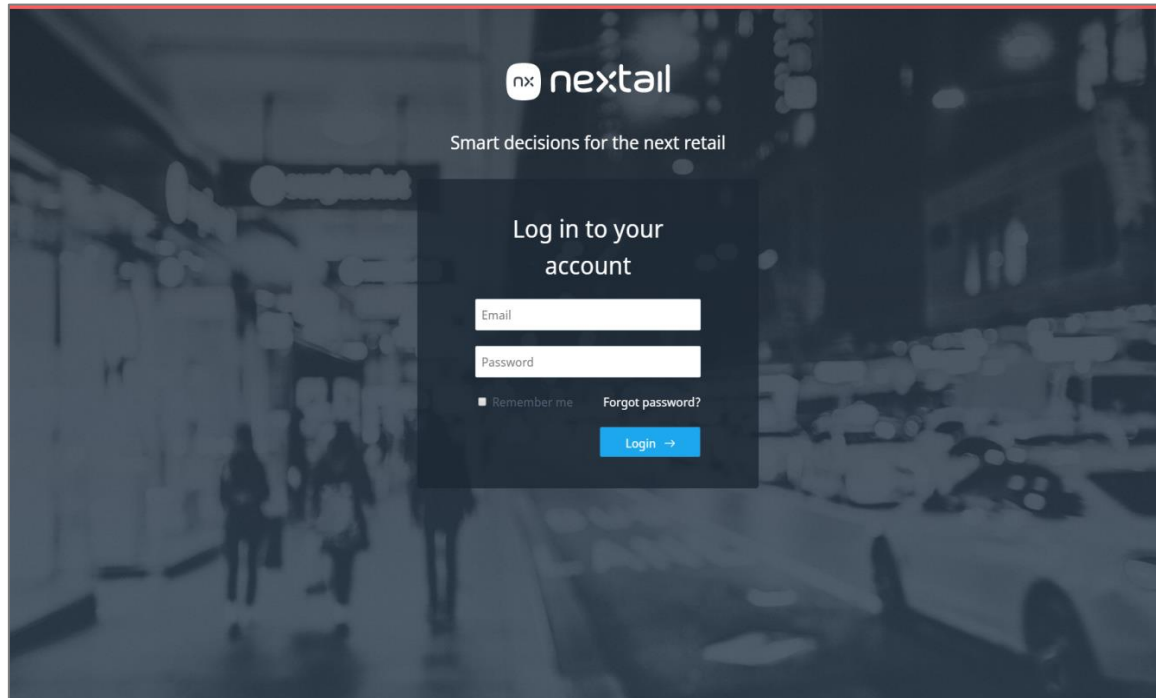 nx nextail
Smart decisions for the next retail
Log in to your
account
Email
Password
Remember me Forgot password?
Login →